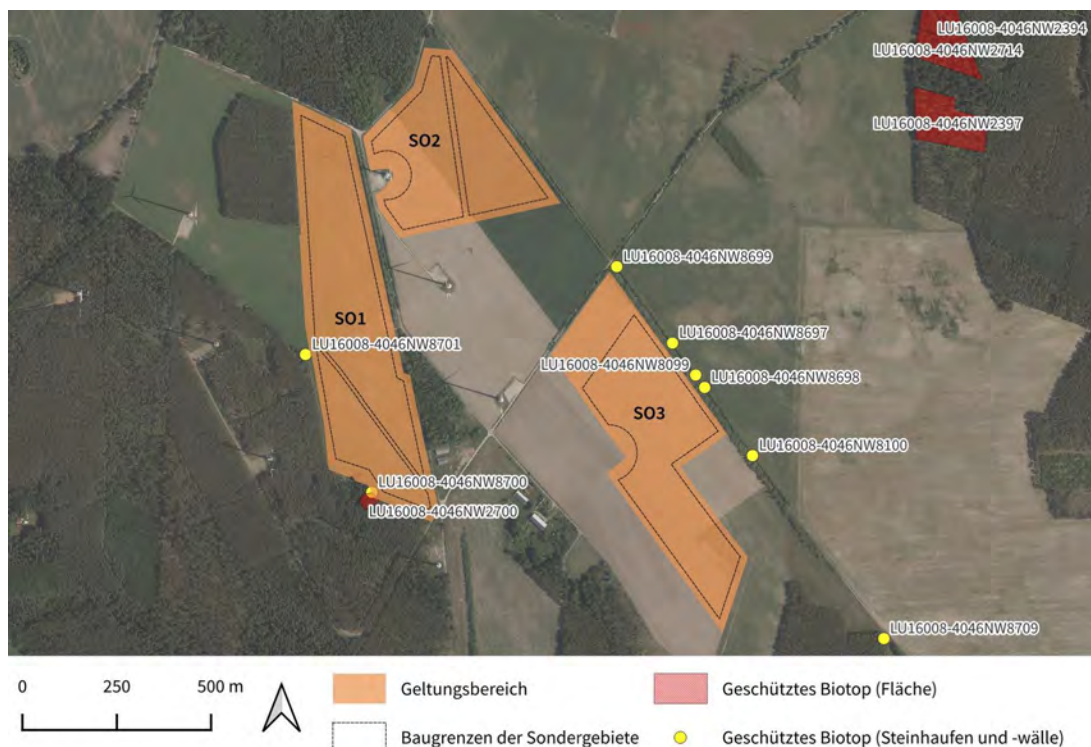 LU16008-4046NW2394
LU16008-4046NW2714
LU16008-4046NW2397
SO2
LU16008-4046NW8699
SO1
LU16008-4046NW8697
LU16008-4046NW8701
LU16008-4046NW8099
LU16008-4046NW8698
SO3
LU16008-4046NW8100
LU16008-4046NW8700
LU16008-4046NW2700
LU16008-4046NW8709
0 250 500 m
Geltungsbereich
Geschütztes Biotop (Fläche)
Baugrenzen der Sondergebiete
Geschütztes Biotop (Steinhaufen und -wälle)